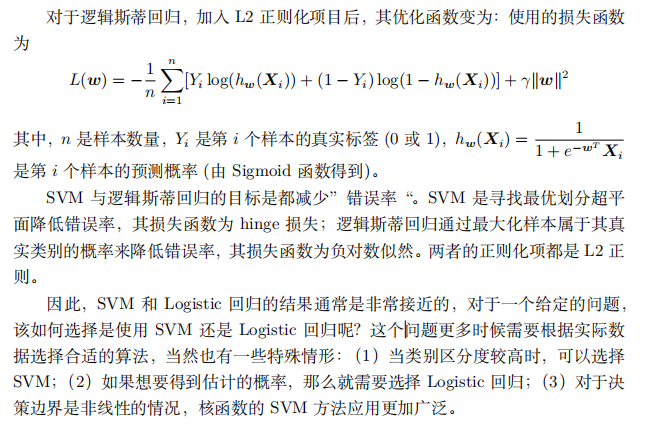 对于逻辑斯蒂回归，加入 L2 正则化项目后，其优化函数变为：使用的损失函数
为
L(w) = −\frac{1}{n} \sum_{i=1}^{n} [Y_i log(h_w(X_i)) + (1 − Y_i) log(1 − h_w(X_i))] + γ‖w‖^2
其中，n 是样本数量，Y_i 是第 i 个样本的真实标签 (0 或 1)，h_w(X_i) = \frac{1}{1 + e^{−w^T X_i}}
是第 i 个样本的预测概率 (由 Sigmoid 函数得到)。
SVM 与逻辑斯蒂回归的目标是都减少” 错误率 “。SVM 是寻找最优划分超平
面降低错误率，其损失函数为 hinge 损失；逻辑斯蒂回归通过最大化样本属于其真
实类别的概率来降低错误率，其损失函数为负对数似然。两者的正则化项都是 L2 正
则。
因此，SVM 和 Logistic 回归的结果通常是非常接近的，对于一个给定的问题，
该如何选择是使用 SVM 还是 Logistic 回归呢？这个问题更多时候需要根据实际数
据选择合适的算法，当然也有一些特殊情形：（1）当类别区分度较高时，可以选择
SVM；（2）如果想要得到估计的概率，那么就需要选择 Logistic 回归；（3）对于决
策边界是非线性的情况，核函数的 SVM 方法应用更加广泛。